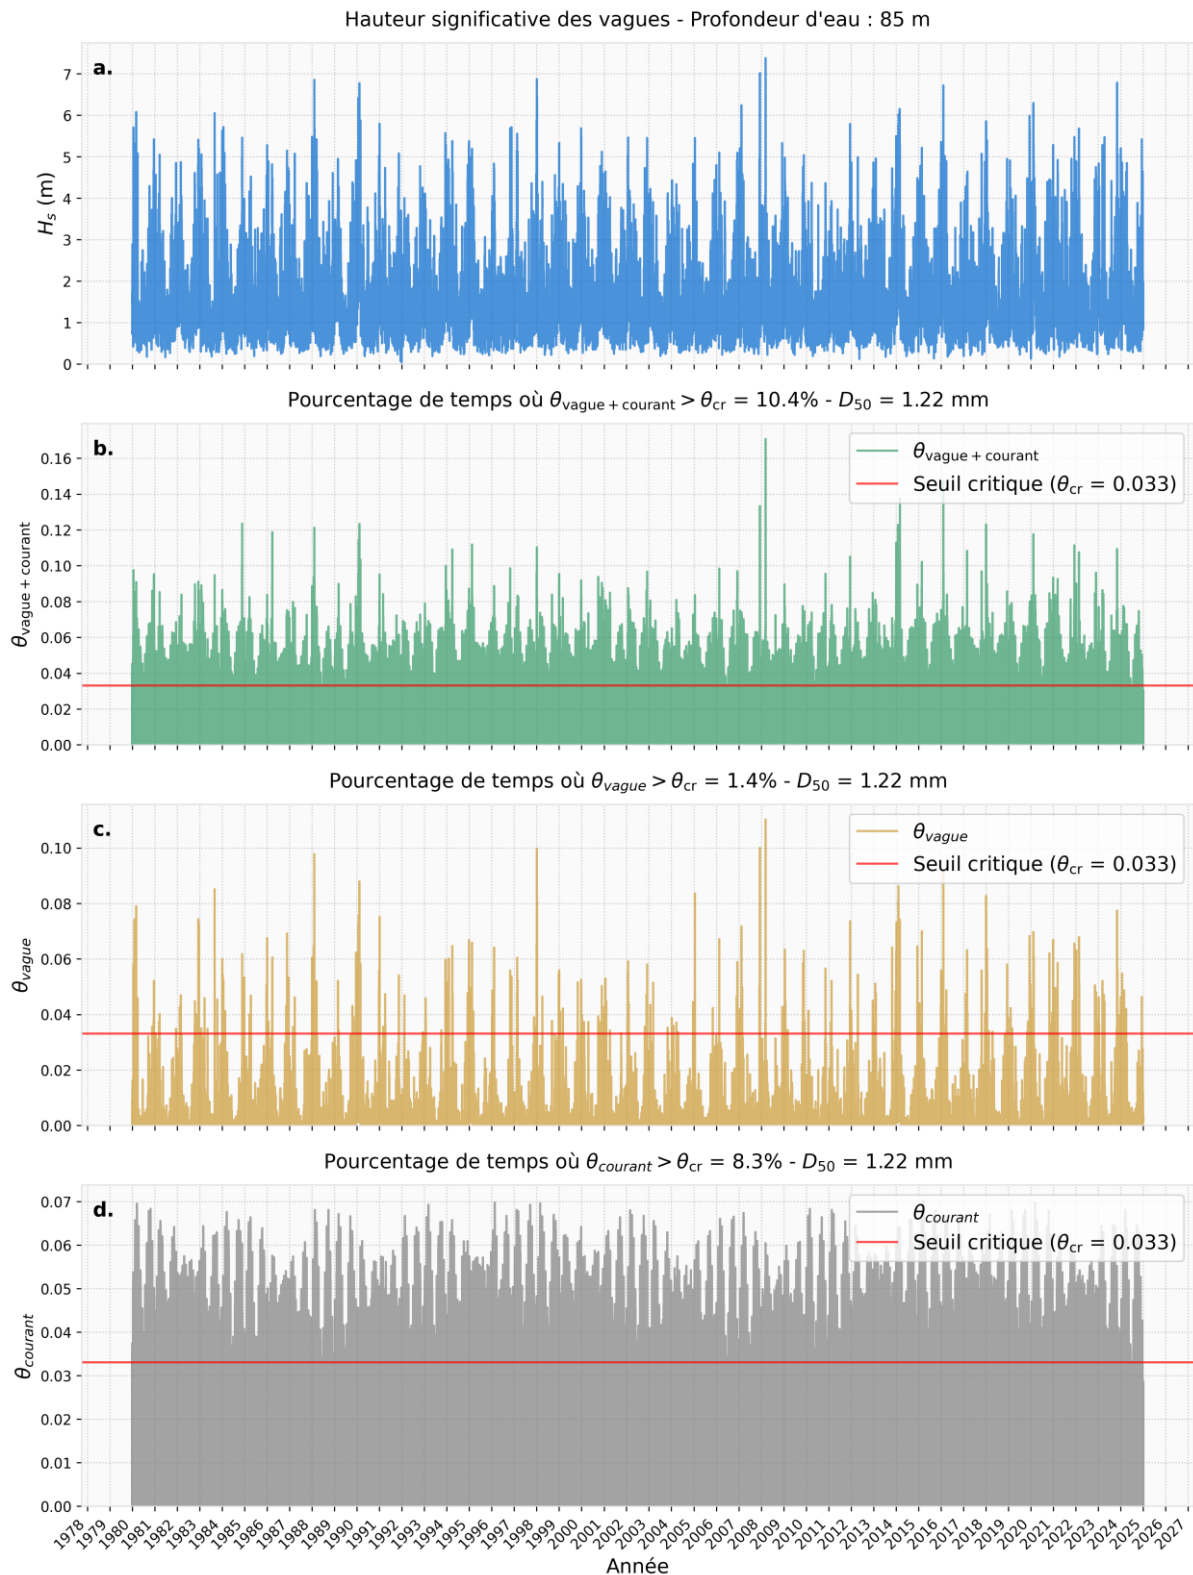 Hauteur significative des vagues - Profondeur d'eau : 85 m
a.
7
6
5
4
3
2
1
0
H_s (m)
Pourcentage de temps où θ_vague + courant > θ_cr = 10.4% - D_50 = 1.22 mm
b.
0.16
0.14
0.12
0.10
0.08
0.06
0.04
0.02
0.00
θ_vague + courant
θ_vague + courant
Seuil critique (θ_cr = 0.033)
Pourcentage de temps où θ_vague > θ_cr = 1.4% - D_50 = 1.22 mm
c.
0.10
0.08
0.06
0.04
0.02
0.00
θ_vague
θ_vague
Seuil critique (θ_cr = 0.033)
Pourcentage de temps où θ_courant > θ_cr = 8.3% - D_50 = 1.22 mm
d.
0.07
0.06
0.05
0.04
0.03
0.02
0.01
0.00
θ_courant
θ_courant
Seuil critique (θ_cr = 0.033)
1978 1979 1980 1981 1982 1983 1984 1985 1986 1987 1988 1989 1990 1991 1992 1993 1994 1995 1996 1997 1998 1999 2000 2001 2002 2003 2004 2005 2006 2007 2008 2009 2010 2011 2012 2013 2014 2015 2016 2017 2018 2019 2020 2021 2022 2023 2024 2025 2026 2027
Année